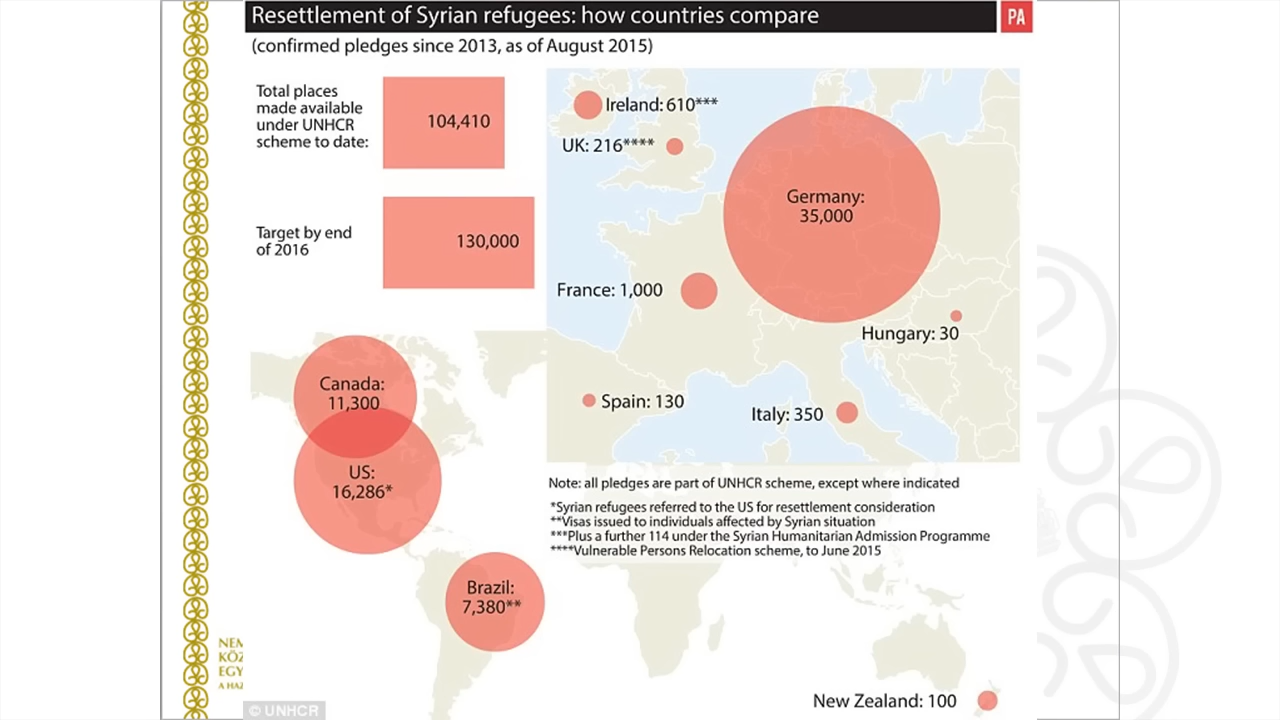 Resettlement of Syrian refugees: how countries compare
PA
(confirmed pledges since 2013, as of August 2015)
Total places
made available
under UNHCR
scheme to date:
104,410
Target by end
of 2016
130,000
Ireland: 610***
UK: 216****
Germany:
35,000
France: 1,000
Hungary: 30
Spain: 130
Italy: 350
Canada:
11,300
US:
16,286*
Brazil:
7,380**
Note: all pledges are part of UNHCR scheme, except where indicated
*Syrian refugees referred to the US for resettlement consideration
**Visas issued to individuals affected by Syrian situation
***Plus a further 114 under the Syrian Humanitarian Admission Programme
****Vulnerable Persons Relocation scheme, to June 2015
New Zealand: 100
KÖZ
EGY
A HAZ
© UNHCR